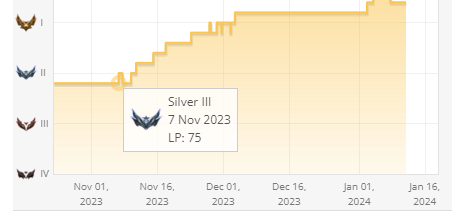 I
II
Silver III
7 Nov 2023
LP: 75
III
IV
Nov 01, 2023
Nov 16, 2023
Dec 01, 2023
Dec 16, 2023
Jan 01, 2024
Jan 16, 2024